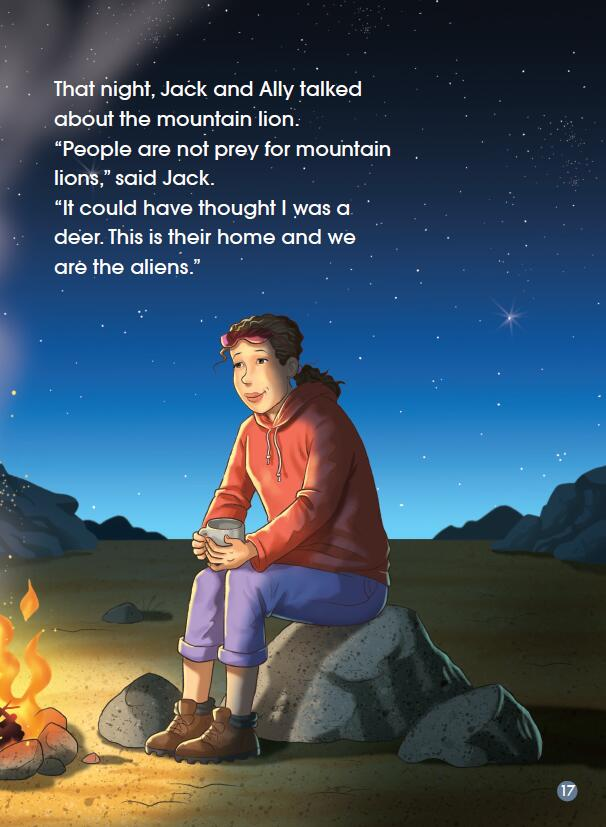 That night, Jack and Ally talked
about the mountain lion.
“People are not prey for mountain
lions,” said Jack.
“It could have thought I was a
deer. This is their home and we
are the aliens.”
17